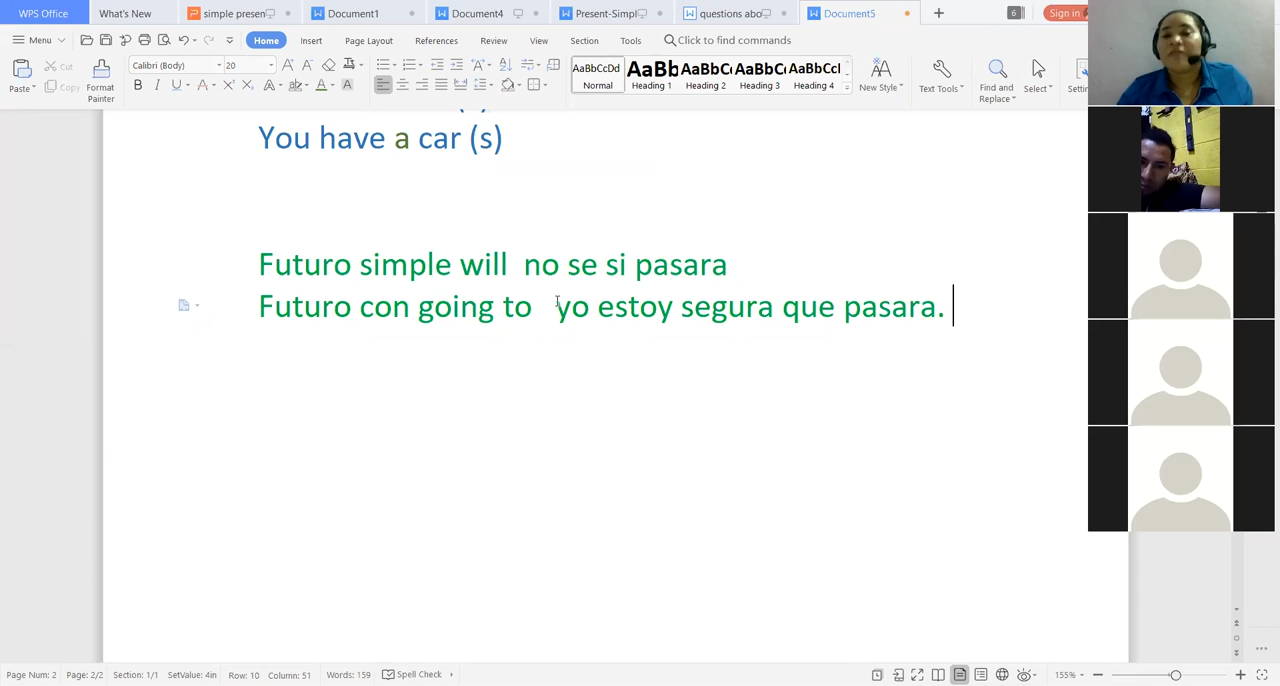 WPS Office What's New simple presen Document1 Document4 Present-Simpl questions abo Document5 6 Sign in
Menu Home Insert Page Layout References Review View Section Tools Click to find commands
Paste Cut Copy Format Painter Calibri (Body) 20 AaBbCcDd Normal AaBb Heading 1 AaBbC Heading 2 AaBbC Heading 3 AaBbCcI Heading 4 New Style Text Tools Find and Replace Select
You have a car (s)
Futuro simple will no se si pasara
Futuro con going to yo estoy segura que pasara.
Page Num: 2 Page: 2/2 Section: 1/1 SetValue: 4in Row: 10 Column: 51 Words: 159 Spell Check 155%